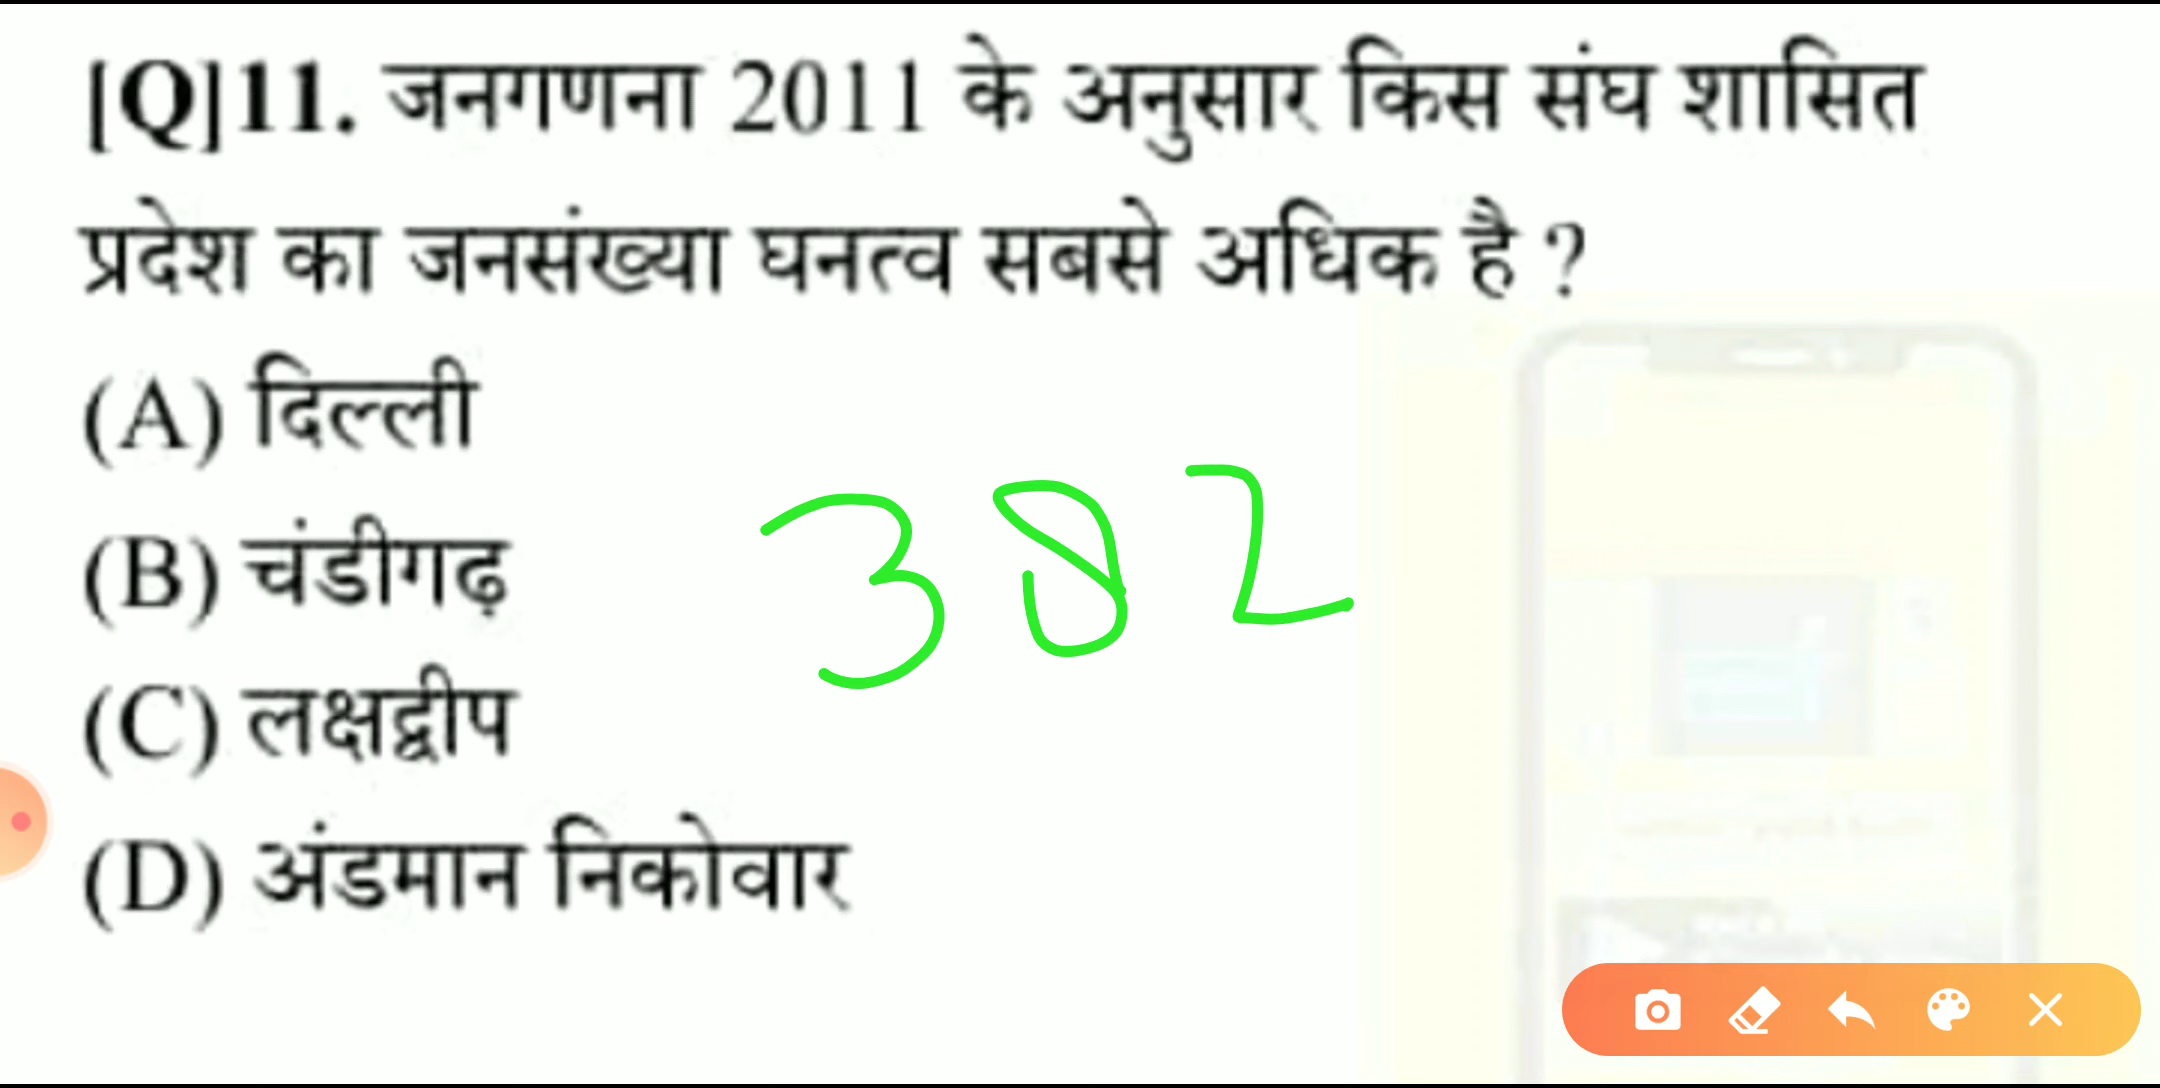 [Q]11. जनगणना 2011 के अनुसार किस संघ शासित
प्रदेश का जनसंख्या घनत्व सबसे अधिक है ?
(A) दिल्ली
(B) चंडीगढ़
(C) लक्षद्वीप
(D) अंडमान निकोवार
382